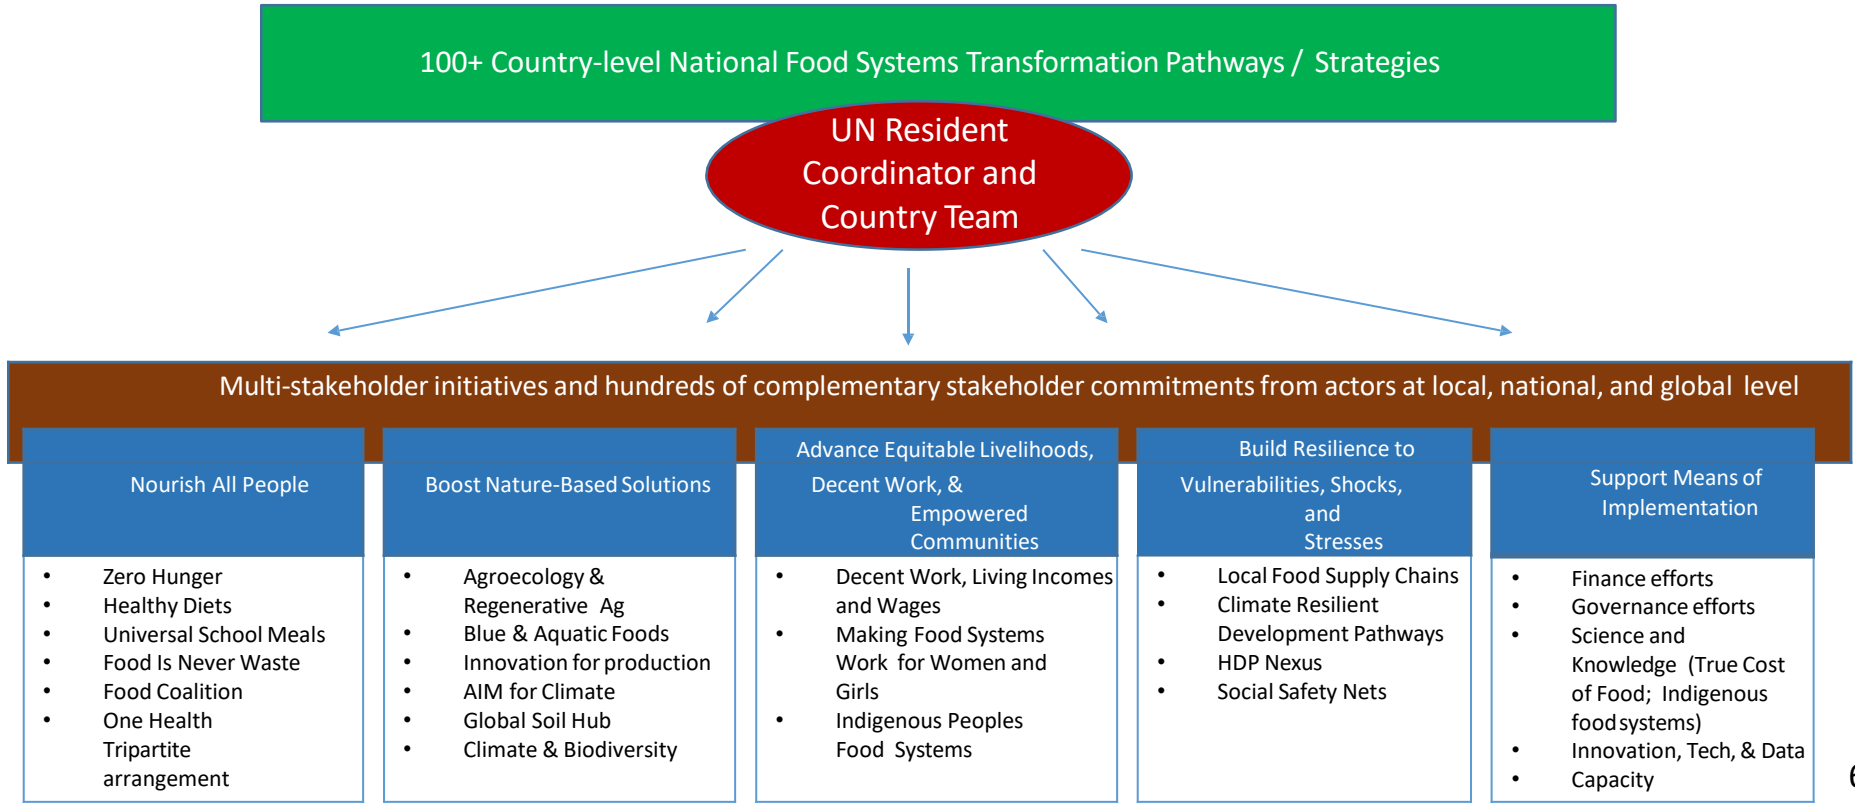 100+ Country-level National Food Systems Transformation Pathways / Strategies
UN Resident
Coordinator and
Country Team
Multi-stakeholder initiatives and hundreds of complementary stakeholder commitments from actors at local, national, and global level
Nourish All People
• Zero Hunger
• Healthy Diets
• Universal School Meals
• Food Is Never Waste
• Food Coalition
• One Health
Tripartite
arrangement
Boost Nature-Based Solutions
• Agroecology &
Regenerative Ag
• Blue & Aquatic Foods
• Innovation for production
• AIM for Climate
• Global Soil Hub
• Climate & Biodiversity
Advance Equitable Livelihoods,
Decent Work, &
Empowered
Communities
• Decent Work, Living Incomes
and Wages
• Making Food Systems
Work for Women and
Girls
• Indigenous Peoples
Food Systems
Build Resilience to
Vulnerabilities, Shocks,
and
Stresses
• Local Food Supply Chains
• Climate Resilient
Development Pathways
• HDP Nexus
• Social Safety Nets
Support Means of
Implementation
• Finance efforts
• Governance efforts
• Science and
Knowledge (True Cost
of Food; Indigenous
food systems)
• Innovation, Tech, & Data
• Capacity